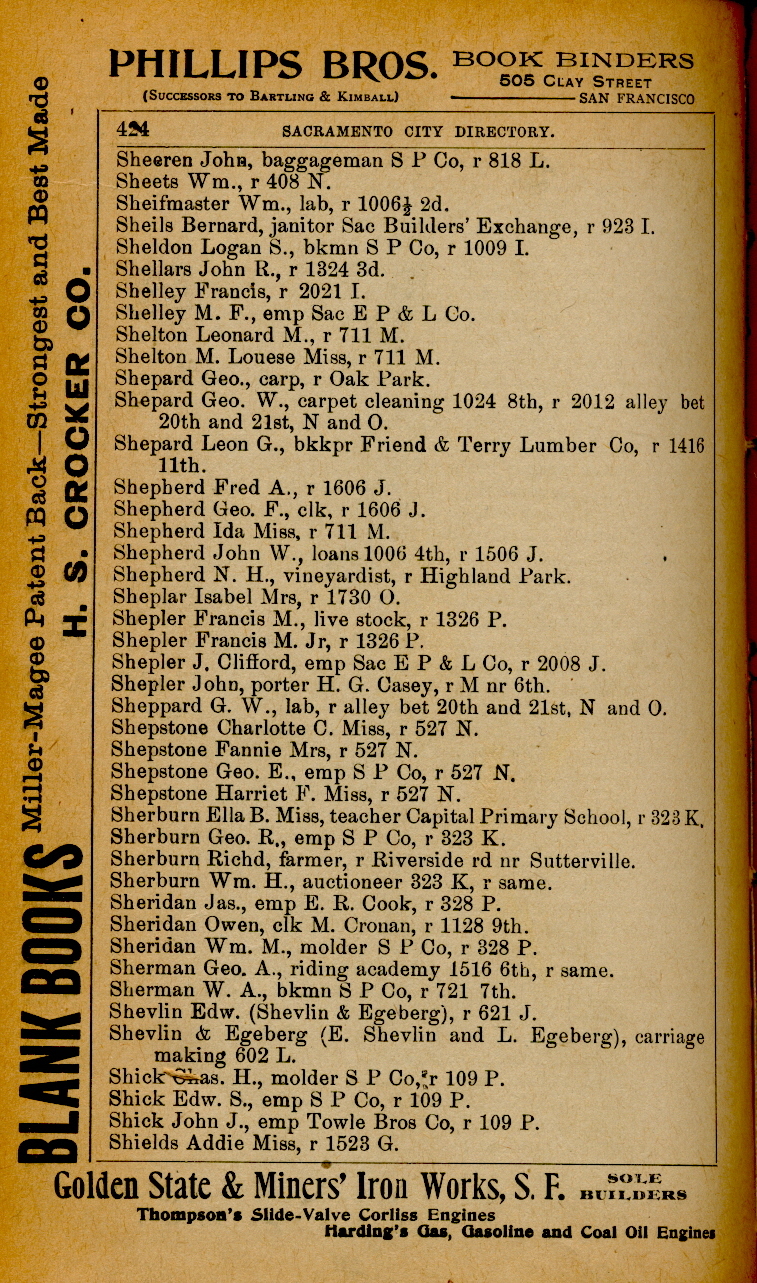 PHILLIPS BROS. BOOK BINDERS
505 CLAY STREET
(SUCCESSORS TO BARTLING & KIMBALL) SAN FRANCISCO
424 SACRAMENTO CITY DIRECTORY.
Sheeren John, baggageman S P Co, r 818 L.
Sheets Wm., r 408 N.
Sheifmaster Wm., lab, r 1006½ 2d.
Sheils Bernard, janitor Sac Builders' Exchange, r 923 I.
Sheldon Logan S., bkmn S P Co, r 1009 I.
Shellars John R., r 1324 3d.
Shelley Francis, r 2021 I.
Shelley M. F., emp Sac E P & L Co.
Shelton Leonard M., r 711 M.
Shelton M. Louese Miss, r 711 M.
Shepard Geo., carp, r Oak Park.
Shepard Geo. W., carpet cleaning 1024 8th, r 2012 alley bet
20th and 21st, N and O.
Shepard Leon G., bkkpr Friend & Terry Lumber Co, r 1416
11th.
Shepherd Fred A., r 1606 J.
Shepherd Geo. F., clk, r 1606 J.
Shepherd Ida Miss, r 711 M.
Shepherd John W., loans 1006 4th, r 1506 J.
Shepherd N. H., vineyardist, r Highland Park.
Sheplar Isabel Mrs, r 1730 O.
Shepler Francis M., live stock, r 1326 P.
Shepler Francis M. Jr, r 1326 P.
Shepler J. Clifford, emp Sac E P & L Co, r 2008 J.
Shepler John, porter H. G. Casey, r M nr 6th.
Sheppard G. W., lab, r alley bet 20th and 21st, N and O.
Shepstone Charlotte C. Miss, r 527 N.
Shepstone Fannie Mrs, r 527 N.
Shepstone Geo. E., emp S P Co, r 527 N.
Shepstone Harriet F. Miss, r 527 N.
Sherburn Ella B. Miss, teacher Capital Primary School, r 323 K.
Sherburn Geo. R., emp S P Co, r 323 K.
Sherburn Richd, farmer, r Riverside rd nr Sutterville.
Sherburn Wm. H., auctioneer 323 K, r same.
Sheridan Jas., emp E. R. Cook, r 328 P.
Sheridan Owen, clk M. Cronan, r 1128 9th.
Sheridan Wm. M., molder S P Co, r 328 P.
Sherman Geo. A., riding academy 1516 6th, r same.
Sherman W. A., bkmn S P Co, r 721 7th.
Shevlin Edw. (Shevlin & Egeberg), r 621 J.
Shevlin & Egeberg (E. Shevlin and L. Egeberg), carriage
making 602 L.
Shick Chas. H., molder S P Co, r 109 P.
Shick Edw. S., emp S P Co, r 109 P.
Shick John J., emp Towle Bros Co, r 109 P.
Shields Addie Miss, r 1523 G.
BLANK BOOKS Miller-Magee Patent Back—Strongest and Best Made
H. S. CROCKER CO.
Golden State & Miners' Iron Works, S. F. SOLE BUILDERS
Thompson's Slide-Valve Corliss Engines
Harding's Gas, Gasoline and Coal Oil Engines